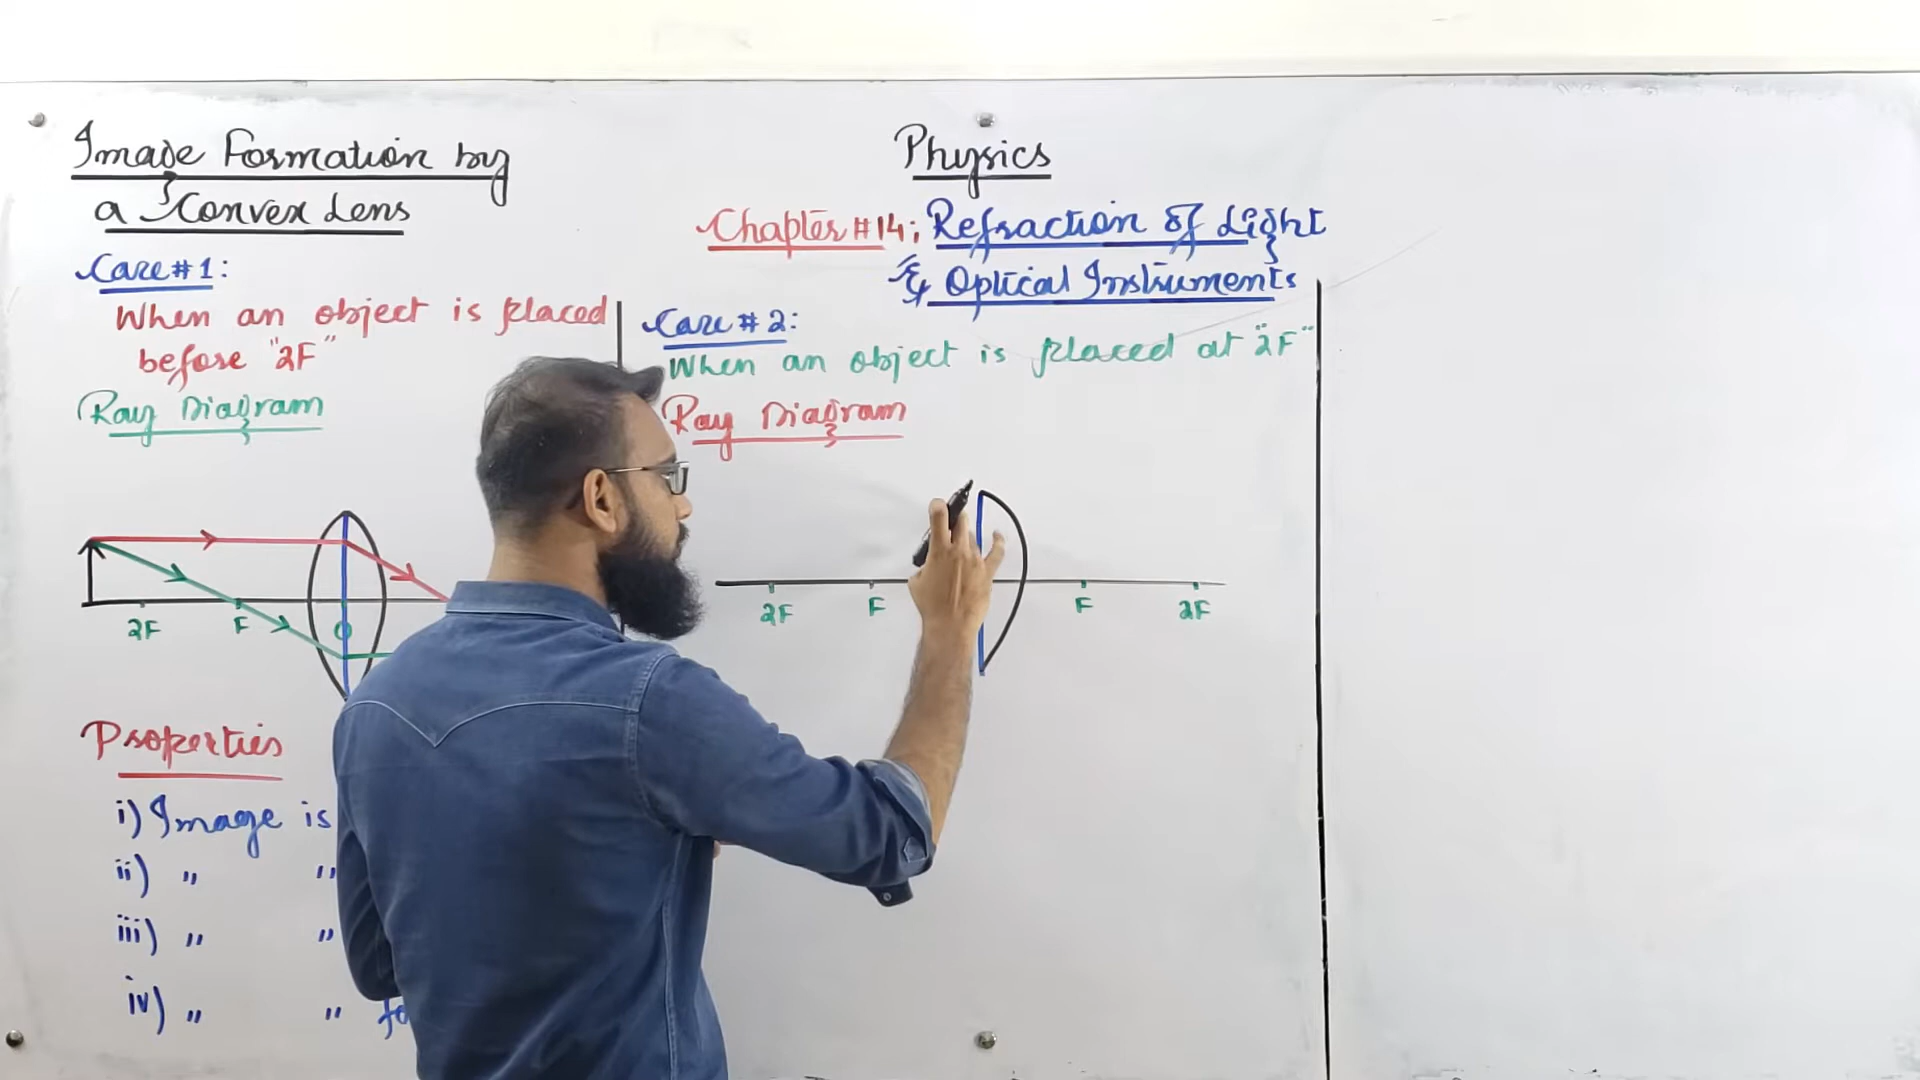 Image Formation by
a Convex Lens
Case #1:
When an object is placed
before "2F"
Ray Diagram
2F F O
Properties
i) Image is
ii) " "
iii) " "
iv) " " fo
Physics
Chapter #14: Refraction of Light
& Optical Instruments
Case #2:
When an object is placed at "2F"
Ray Diagram
2F F F 2F